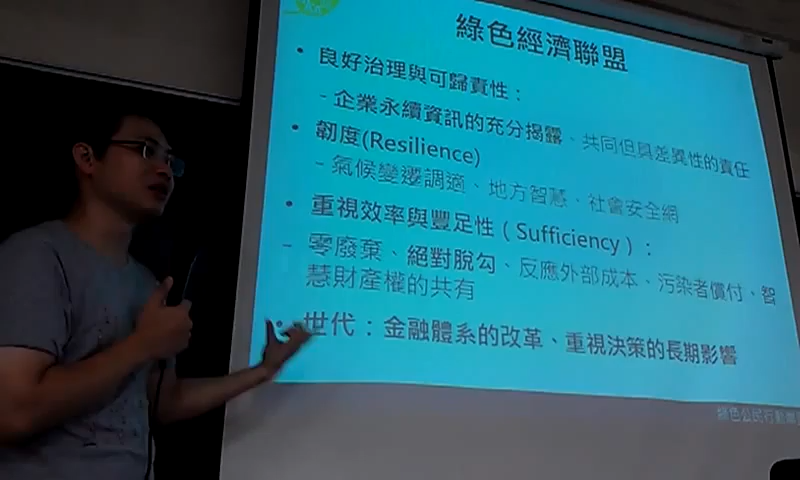 綠色經濟聯盟
• 良好治理與可歸責性：
- 企業永續資訊的充分揭露、共同但具差異性的責任
• 韌度(Resilience)
- 氣候變遷調適、地方智慧、社會安全網
• 重視效率與豐足性（Sufficiency）：
- 零廢棄、絕對脫勾、反應外部成本、污染者償付、智
慧財產權的共有
• 世代：金融體系的改革、重視決策的長期影響
綠色公民行動聯